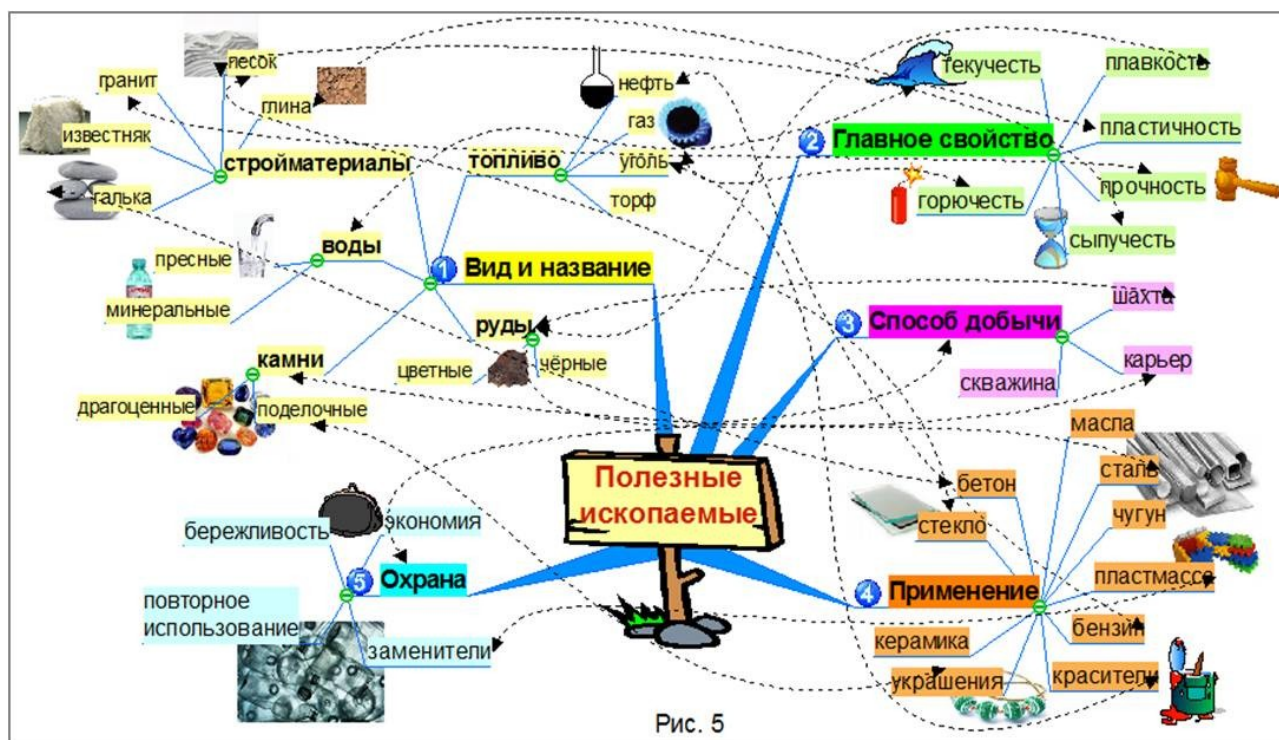 Полезные
ископаемые
1
Вид и название
стройматериалы
песок
гранит
глина
известняк
галька
топливо
нефть
газ
уголь
торф
воды
пресные
минеральные
руды
цветные
чёрные
камни
драгоценные
поделочные
2
Главное свойство
текучесть
плавкость
пластичность
прочность
горючесть
сыпучесть
3
Способ добычи
шахта
карьер
скважина
4
Применение
масла
сталь
чугун
пластмасса
бензин
красители
бетон
стекло
керамика
украшения
5
Охрана
бережливость
экономия
повторное
использование
заменители
Рис. 5